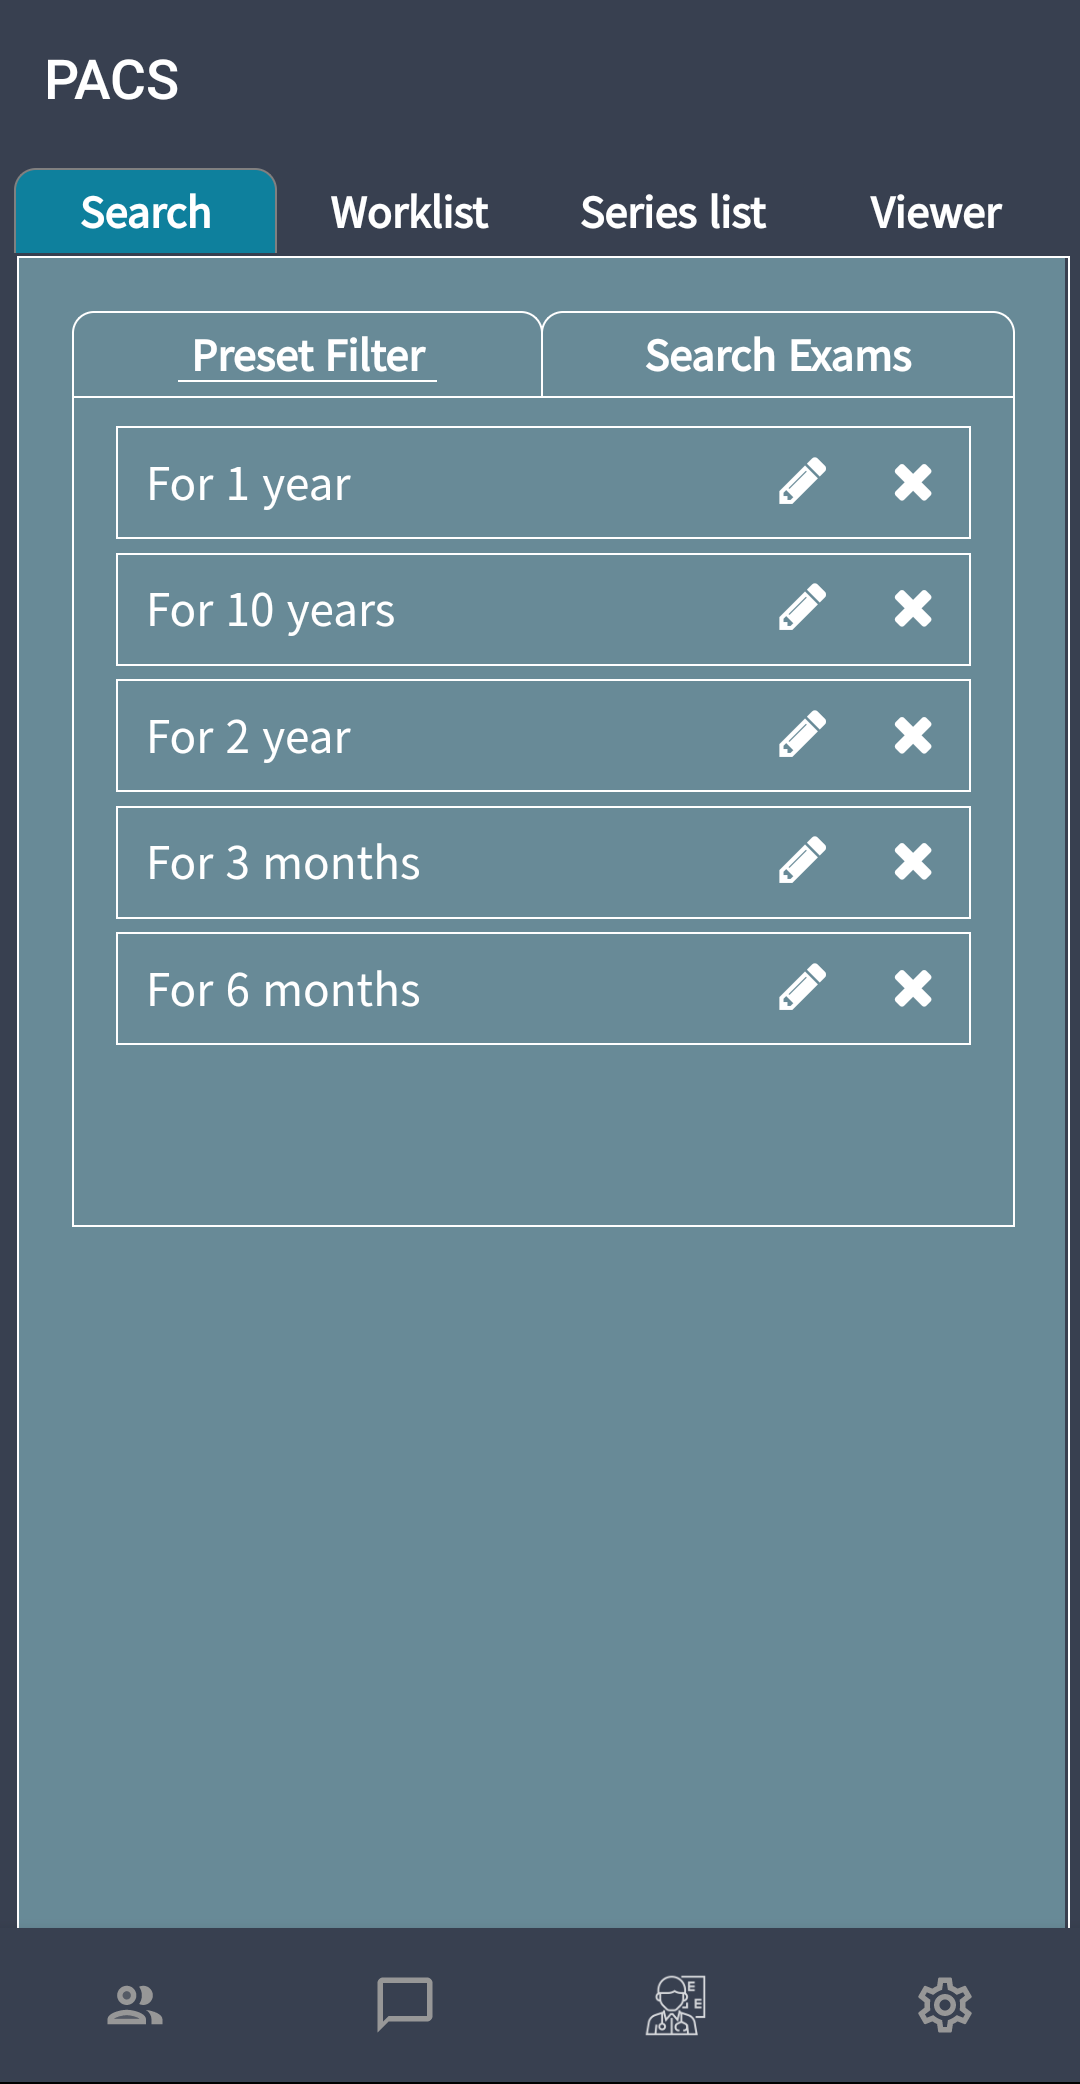 PACS
Search Worklist Series list Viewer
Preset Filter Search Exams
For 1 year
For 10 years
For 2 year
For 3 months
For 6 months
E
E